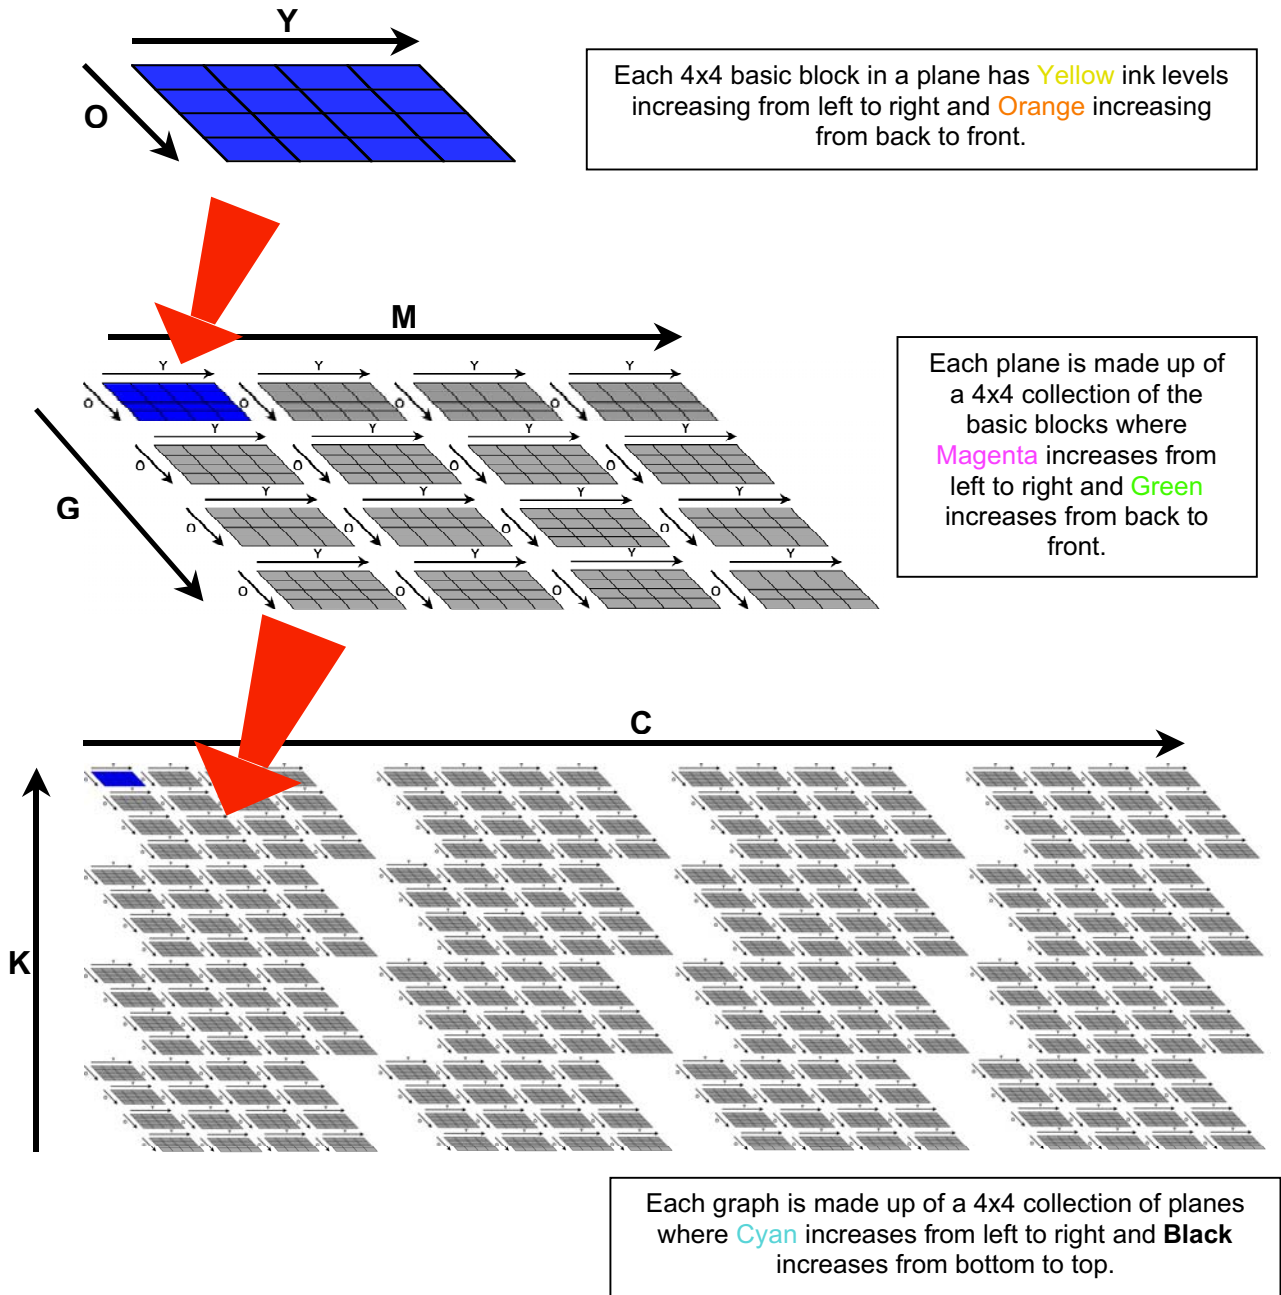 Y
O
Each 4x4 basic block in a plane has Yellow ink levels
increasing from left to right and Orange increasing
from back to front.
M
G
Y Y Y Y
O O O O
Y Y Y Y
O O O O
Y Y Y Y
O O O O
Y Y Y Y
O O O O
Each plane is made up of
a 4x4 collection of the
basic blocks where
Magenta increases from
left to right and Green
increases from back to
front.
C
K
Each graph is made up of a 4x4 collection of planes
where Cyan increases from left to right and Black
increases from bottom to top.